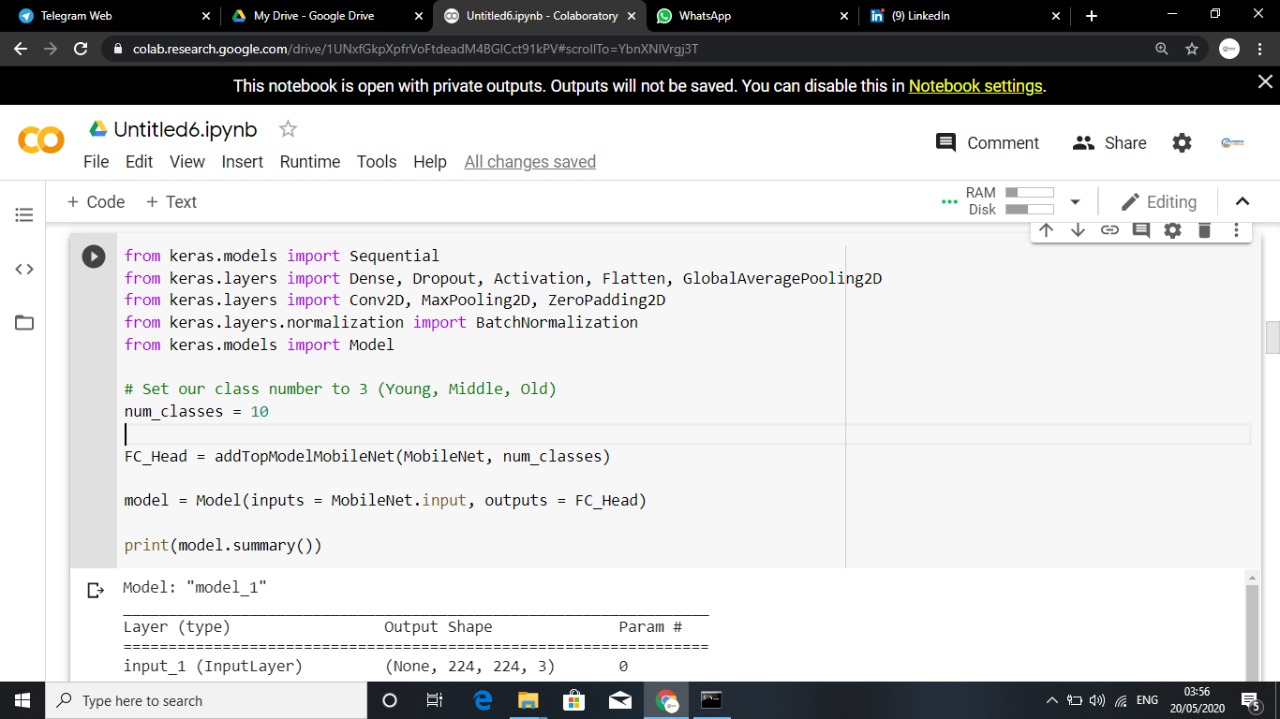 Telegram Web
My Drive - Google Drive
Untitled6.ipynb - Colaboratory
WhatsApp
(9) LinkedIn
colab.research.google.com/drive/1UNxfGkpXpfrVoFtdeadM4BGlCct91kPV#scrollTo=YbnXNlVrgj3T
This notebook is open with private outputs. Outputs will not be saved. You can disable this in Notebook settings.
Untitled6.ipynb
Comment
Share
File Edit View Insert Runtime Tools Help All changes saved
+ Code + Text
RAM
Disk
Editing
from keras.models import Sequential
from keras.layers import Dense, Dropout, Activation, Flatten, GlobalAveragePooling2D
from keras.layers import Conv2D, MaxPooling2D, ZeroPadding2D
from keras.layers.normalization import BatchNormalization
from keras.models import Model
# Set our class number to 3 (Young, Middle, Old)
num_classes = 10
FC_Head = addTopModelMobileNet(MobileNet, num_classes)
model = Model(inputs = MobileNet.input, outputs = FC_Head)
print(model.summary())
Model: "model_1"
Layer (type) Output Shape Param #
=================================================================
input_1 (InputLayer) (None, 224, 224, 3) 0
Type here to search
ENG
03:56
20/05/2020
5